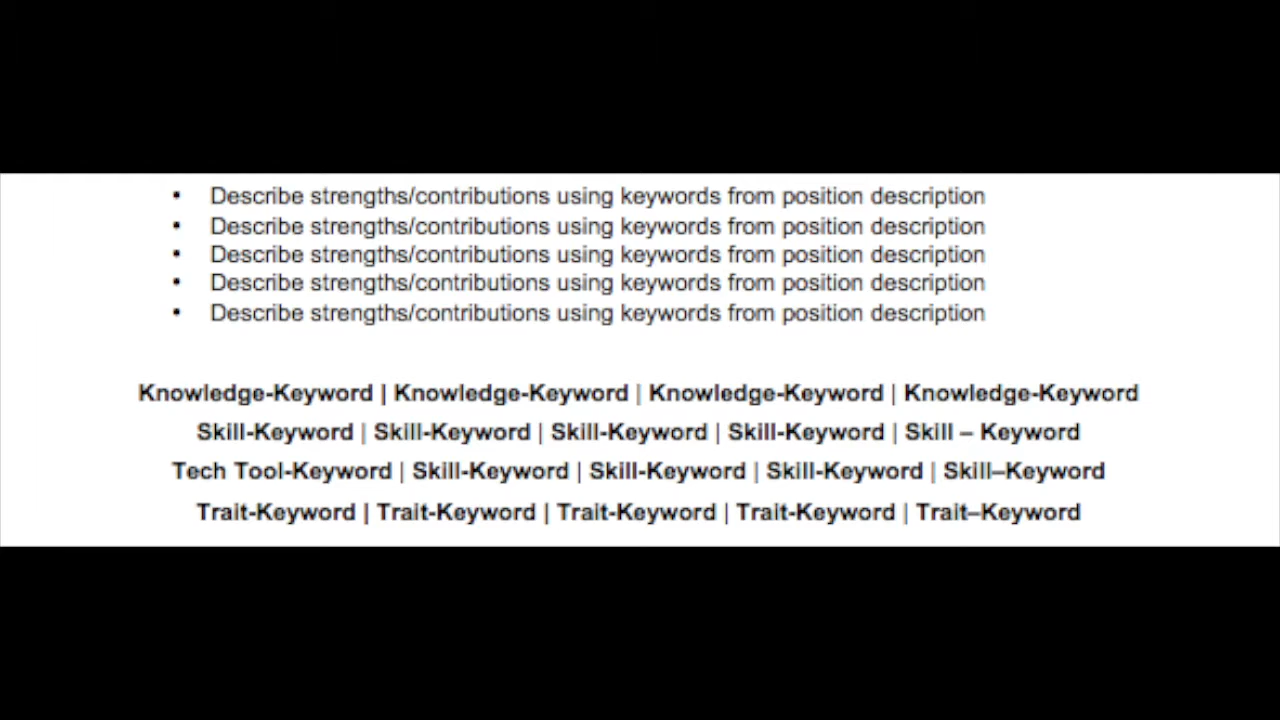 • Describe strengths/contributions using keywords from position description
• Describe strengths/contributions using keywords from position description
• Describe strengths/contributions using keywords from position description
• Describe strengths/contributions using keywords from position description
• Describe strengths/contributions using keywords from position description
Knowledge-Keyword | Knowledge-Keyword | Knowledge-Keyword | Knowledge-Keyword
Skill-Keyword | Skill-Keyword | Skill-Keyword | Skill-Keyword | Skill – Keyword
Tech Tool-Keyword | Skill-Keyword | Skill-Keyword | Skill-Keyword | Skill–Keyword
Trait-Keyword | Trait-Keyword | Trait-Keyword | Trait-Keyword | Trait–Keyword